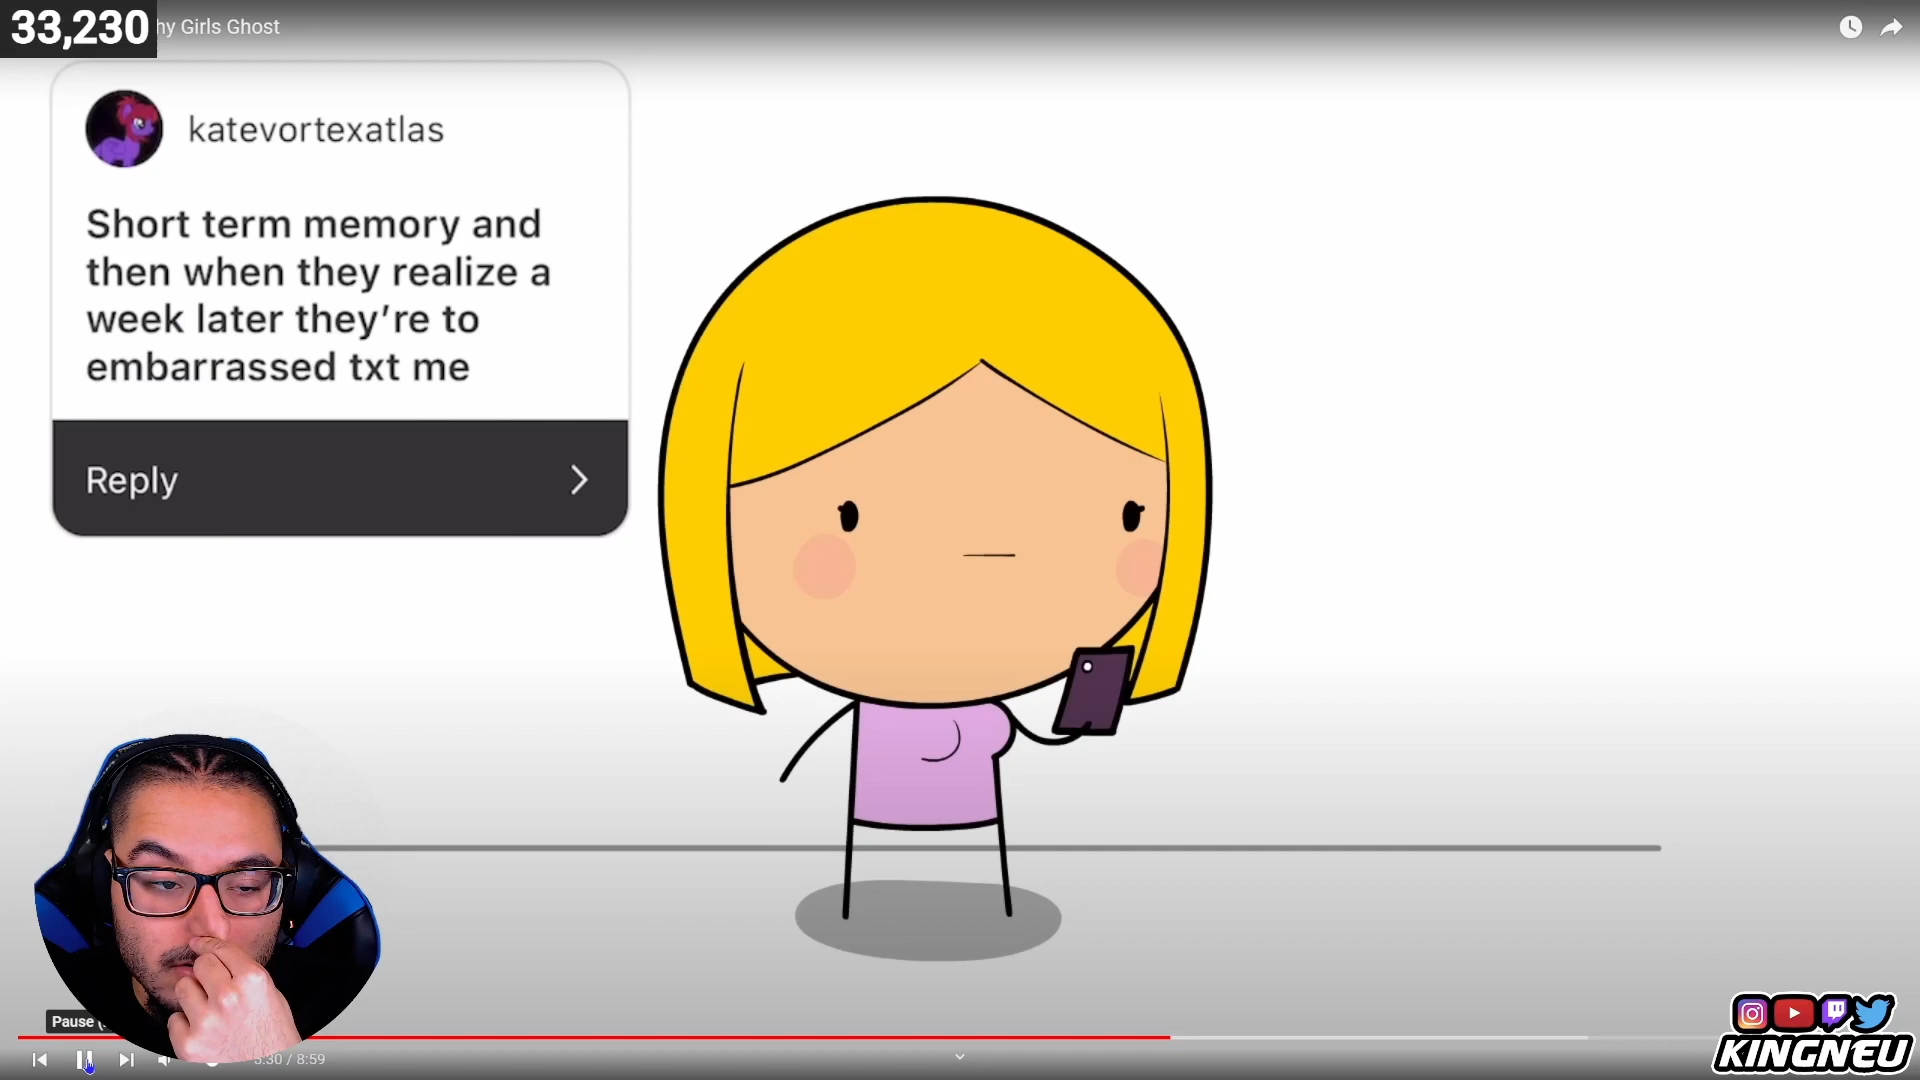 33,230
hy Girls Ghost
katevortexatlas
Short term memory and
then when they realize a
week later they’re to
embarrassed txt me
Reply
Pause
5:30 / 8:59
KINGNEU